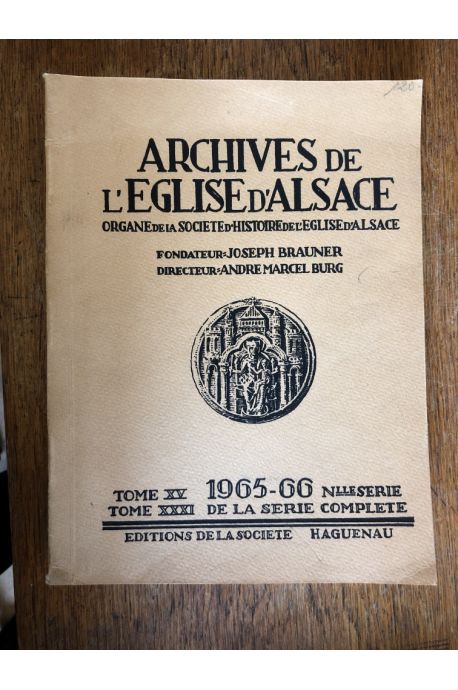 120.-
ARCHIVES DE
L'EGLISE D'ALSACE
ORGANE DE LA SOCIETE D'HISTOIRE DE L'EGLISE D'ALSACE
FONDATEUR: JOSEPH BRAUNER
DIRECTEUR: ANDRE MARCEL BURG
TOME XV 1965-66 NLLE SERIE
TOME XXXI DE LA SERIE COMPLETE
EDITIONS DE LA SOCIETE HAGUENAU